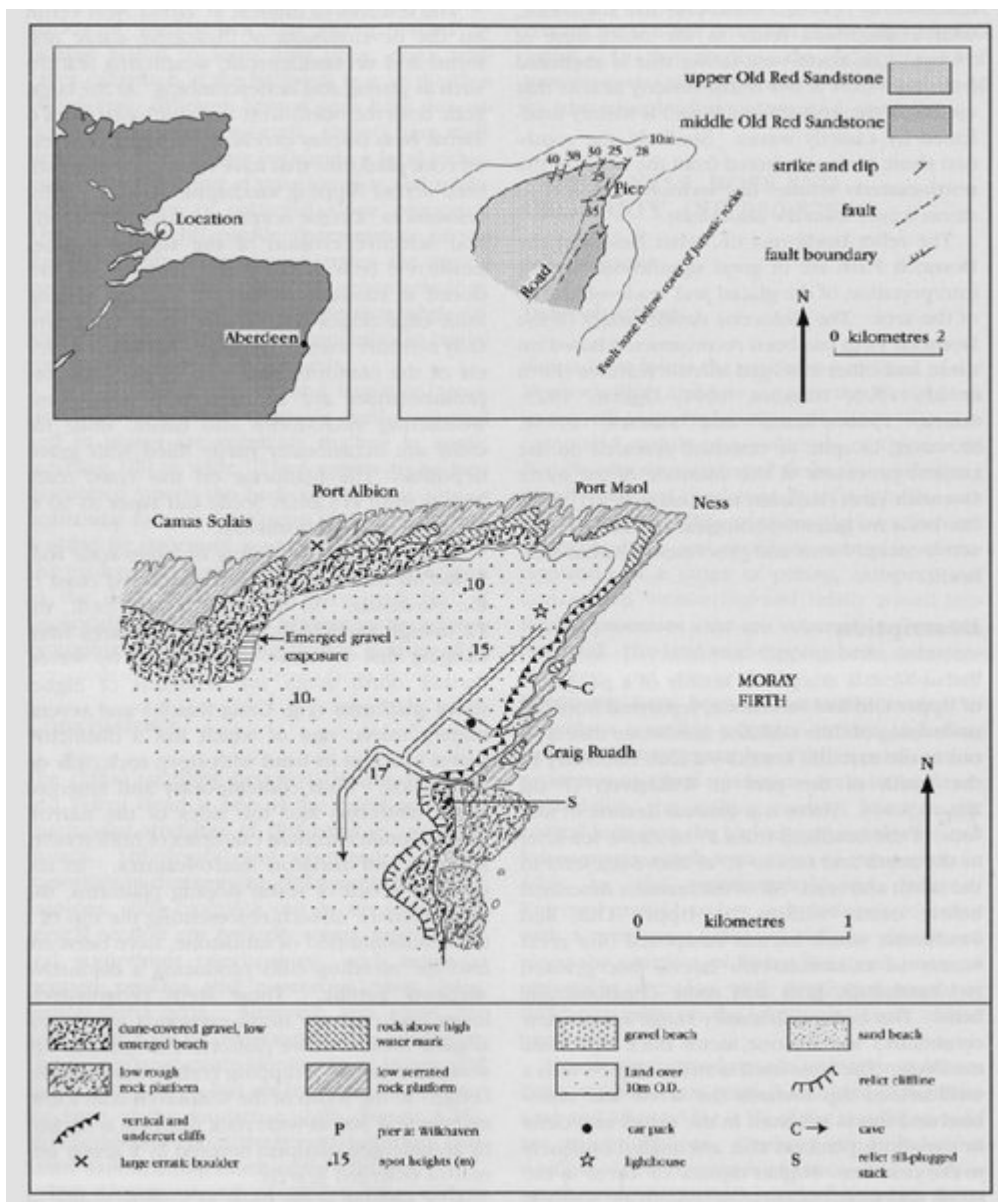 upper Old Red Sandstone
middle Old Red Sandstone
strike and dip
fault
fault boundary
N
0 kilometres 2
10m
40 30 30 25 28
25
Pier
35
Road
fault zone below cover of Jurassic rocks
Location
Aberdeen
Port Albion
Port Maol
Camas Solais
Ness
.10
.15
Emerged gravel
exposure
.10
C
MORAY
FIRTH
Craig Ruadh
17
P
S
N
0 kilometres 1
dune-covered gravel, low
emerged beach
rock above high
water mark
gravel beach
sand beach
low rough
rock platform
low serrated
rock platform
Land over
10m O.D.
relict cliffline
vertical and
undercut cliffs
P
pier at Wilkhaven
car park
C
cave
large erratic boulder
.15
spot heights (m)
lighthouse
S
relict till-plugged
stack